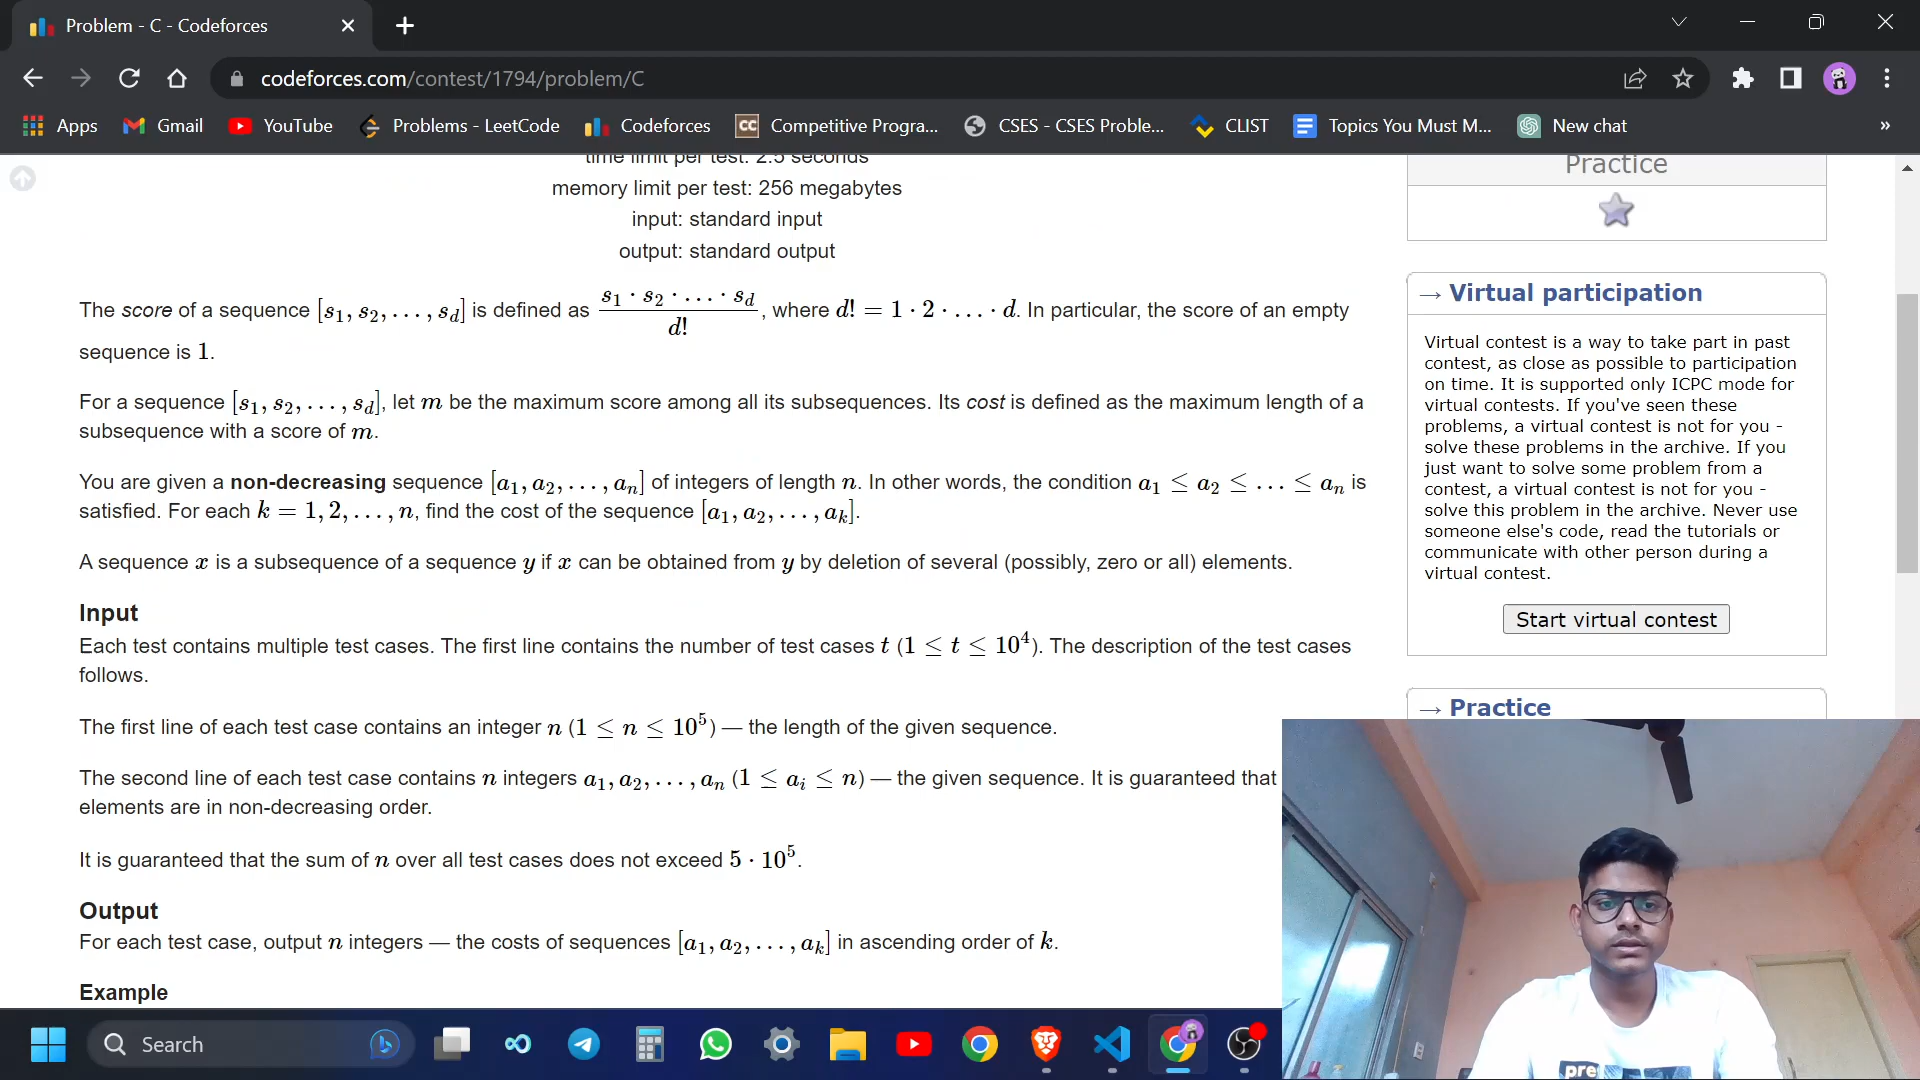 Problem - C - Codeforces
codeforces.com/contest/1794/problem/C
Apps Gmail YouTube Problems - LeetCode Codeforces CC Competitive Progra... CSES - CSES Proble... CLIST Topics You Must M... New chat »
time limit per test: 2.5 seconds
memory limit per test: 256 megabytes
input: standard input
output: standard output
The score of a sequence [s1, s2, ..., sd] is defined as s1 · s2 · ... · sd / d!, where d! = 1 · 2 · ... · d. In particular, the score of an empty
sequence is 1.
For a sequence [s1, s2, ..., sd], let m be the maximum score among all its subsequences. Its cost is defined as the maximum length of a
subsequence with a score of m.
You are given a non-decreasing sequence [a1, a2, ..., an] of integers of length n. In other words, the condition a1 ≤ a2 ≤ ... ≤ an is
satisfied. For each k = 1, 2, ..., n, find the cost of the sequence [a1, a2, ..., ak].
A sequence x is a subsequence of a sequence y if x can be obtained from y by deletion of several (possibly, zero or all) elements.
Input
Each test contains multiple test cases. The first line contains the number of test cases t (1 ≤ t ≤ 10^4). The description of the test cases
follows.
The first line of each test case contains an integer n (1 ≤ n ≤ 10^5) — the length of the given sequence.
The second line of each test case contains n integers a1, a2, ..., an (1 ≤ ai ≤ n) — the given sequence. It is guaranteed that
elements are in non-decreasing order.
It is guaranteed that the sum of n over all test cases does not exceed 5 · 10^5.
Output
For each test case, output n integers — the costs of sequences [a1, a2, ..., ak] in ascending order of k.
Example
Practice
→ Virtual participation
Virtual contest is a way to take part in past
contest, as close as possible to participation
on time. It is supported only ICPC mode for
virtual contests. If you've seen these
problems, a virtual contest is not for you -
solve these problems in the archive. If you
just want to solve some problem from a
contest, a virtual contest is not for you -
solve this problem in the archive. Never use
someone else's code, read the tutorials or
communicate with other person during a
virtual contest.
Start virtual contest
→ Practice
pre
Search